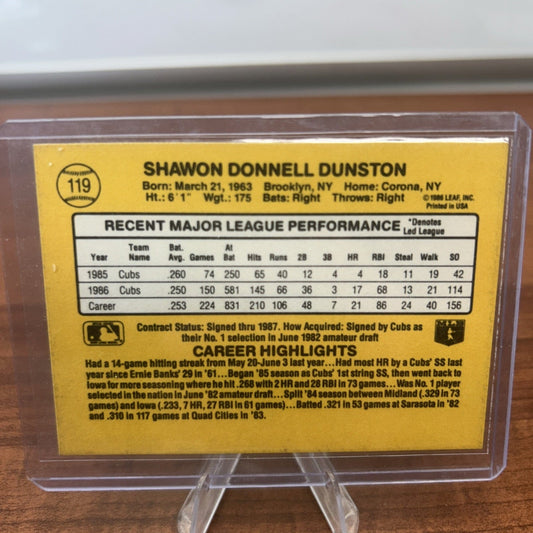 119
SHAWON DONNELL DUNSTON
Born: March 21, 1963 Brooklyn, NY Home: Corona, NY
Ht.: 6'1" Wgt.: 175 Bats: Right Throws: Right
©1986 LEAF, INC.
Printed in USA
RECENT MAJOR LEAGUE PERFORMANCE *Denotes Led League
Year Team Name Bat. Avg. Games At Bat Hits Runs 2B 3B HR RBI Steal Walk SO
1985 Cubs .260 74 250 65 40 12 4 4 18 11 19 42
1986 Cubs .250 150 581 145 66 36 3 17 68 13 21 114
Career .253 224 831 210 106 48 7 21 86 24 40 156
Contract Status: Signed thru 1987. How Acquired: Signed by Cubs as
their No. 1 selection in June 1982 amateur draft
CAREER HIGHLIGHTS
Had a 14-game hitting streak from May 20-June 3 last year...Had most HR by a Cubs' SS last
year since Ernie Banks' 29 in '61...Began '85 season as Cubs' 1st string SS, then went back to
Iowa for more seasoning where he hit .268 with 2 HR and 28 RBI in 73 games...Was No. 1 player
selected in the nation in June '82 amateur draft...Split '84 season between Midland (.329 in 73
games) and Iowa (.233, 7 HR, 27 RBI in 61 games)...Batted .321 in 53 games at Sarasota in '82
and .310 in 117 games at Quad Cities in '83.